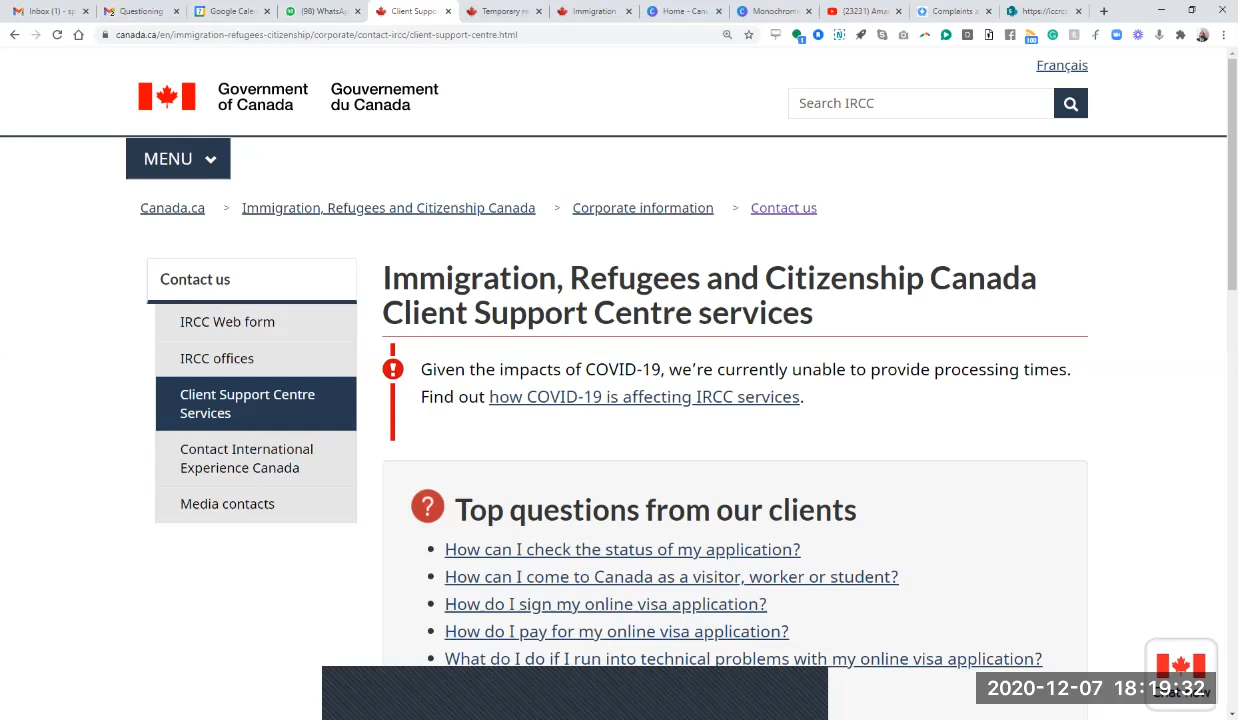 Inbox (1) - s
Questioning
Google Cale
(98) WhatsA
Client Suppo
Temporary
Immigration
Home - Can
Monochrom
(23231) Ama
Complaints a
https://iccrc
canada.ca/en/immigration-refugees-citizenship/corporate/contact-ircc/client-support-centre.html
Français
Government of Canada
Gouvernement du Canada
Search IRCC
MENU
Canada.ca > Immigration, Refugees and Citizenship Canada > Corporate information > Contact us
Contact us
IRCC Web form
IRCC offices
Client Support Centre
Services
Contact International
Experience Canada
Media contacts
Immigration, Refugees and Citizenship Canada
Client Support Centre services
Given the impacts of COVID-19, we're currently unable to provide processing times.
Find out how COVID-19 is affecting IRCC services.
Top questions from our clients
How can I check the status of my application?
How can I come to Canada as a visitor, worker or student?
How do I sign my online visa application?
How do I pay for my online visa application?
What do I do if I run into technical problems with my online visa application?
2020-12-07 18:19:32